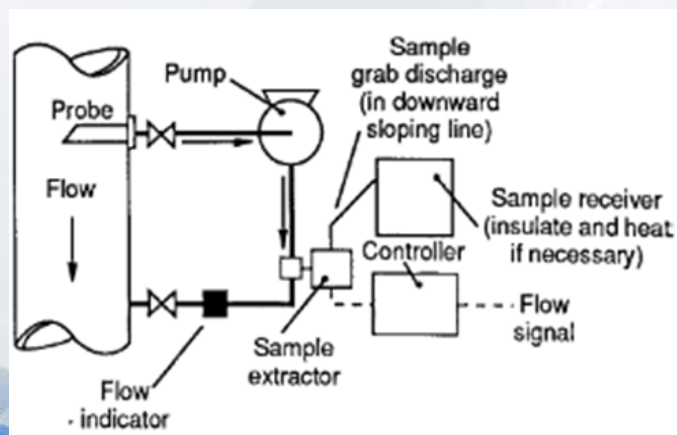 Sample
grab discharge
(in downward
sloping line)
Pump
Probe
Flow
Sample receiver
(insulate and heat
if necessary)
Controller
Flow
signal
Sample
extractor
Flow
indicator